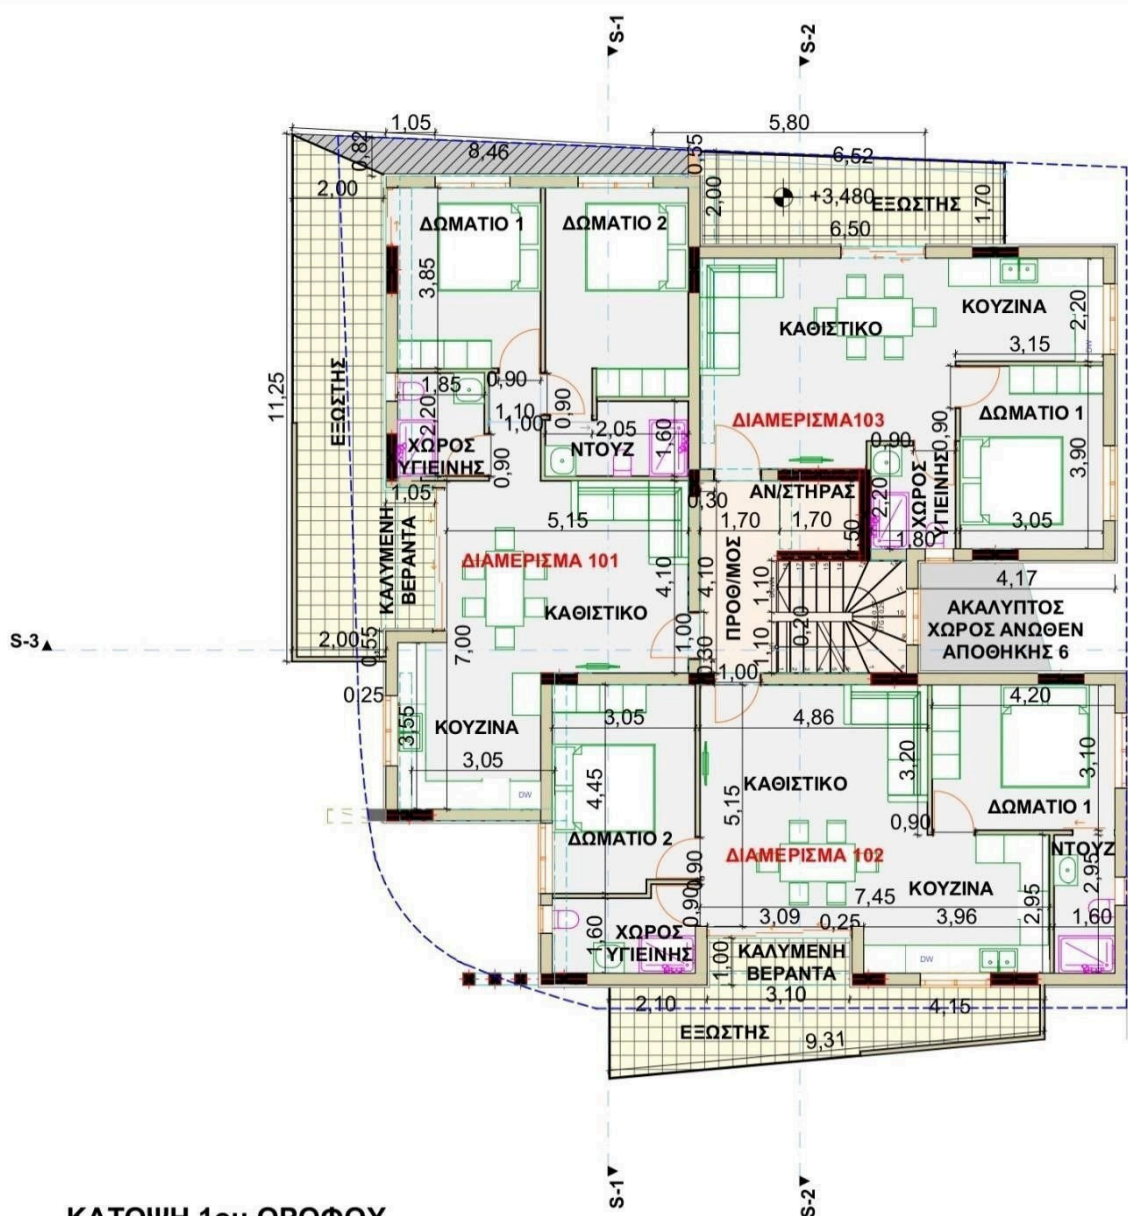 S-1
S-2
1,05
5,80
0,82
8,46
0,55
6,52
2,00
2,00
+3,480
ΕΞΩΣΤΗΣ
1,70
6,50
ΔΩΜΑΤΙΟ 1
ΔΩΜΑΤΙΟ 2
3,85
ΚΑΘΙΣΤΙΚΟ
ΚΟΥΖΙΝΑ
2,20
3,15
DW
11,25
ΕΞΩΣΤΗΣ
1,85
0,90
2,20
1,10
1,00
0,90
2,05
1,60
ΝΤΟΥΖ
ΔΙΑΜΕΡΙΣΜΑ103
ΔΩΜΑΤΙΟ 1
0,90
0,90
3,90
ΧΩΡΟΣ
ΥΓΙΕΙΝΗΣ
0,90
1,05
ΑΝ/ΣΤΗΡΑΣ
0,30
1,70
1,70
,50
2,20
ΧΩΡΟΣ
ΥΓΙΕΙΝΗΣ
1,80
3,05
5,15
ΚΑΛΥΜΕΝΗ
ΒΕΡΑΝΤΑ
ΔΙΑΜΕΡΙΣΜΑ 101
4,10
4,10
ΠΡΟΘ/ΜΟΣ
1,10
4,17
ΚΑΘΙΣΤΙΚΟ
ΑΚΑΛΥΠΤΟΣ
ΧΩΡΟΣ ΑΝΩΘΕΝ
ΑΠΟΘΗΚΗΣ 6
S-3
2,00
0,55
7,00
1,00
0,30
1,10
0,20
1,00
0,25
3,55
ΚΟΥΖΙΝΑ
3,05
DW
3,05
4,86
4,20
4,45
ΚΑΘΙΣΤΙΚΟ
3,20
3,10
5,15
ΔΩΜΑΤΙΟ 1
0,90
ΔΩΜΑΤΙΟ 2
ΔΙΑΜΕΡΙΣΜΑ 102
ΝΤΟΥΖ
0,90
7,45
ΚΟΥΖΙΝΑ
2,95
2,95
0,90
3,09
0,25
3,96
1,60
1,60
ΧΩΡΟΣ
ΥΓΙΕΙΝΗΣ
ΚΑΛΥΜΕΝΗ
ΒΕΡΑΝΤΑ
1,00
DW
2,10
3,10
4,15
ΕΞΩΣΤΗΣ
9,31
S-1
S-2
ΚΑΤΟΨΗ 1ου ΟΡΟΦΟΥ